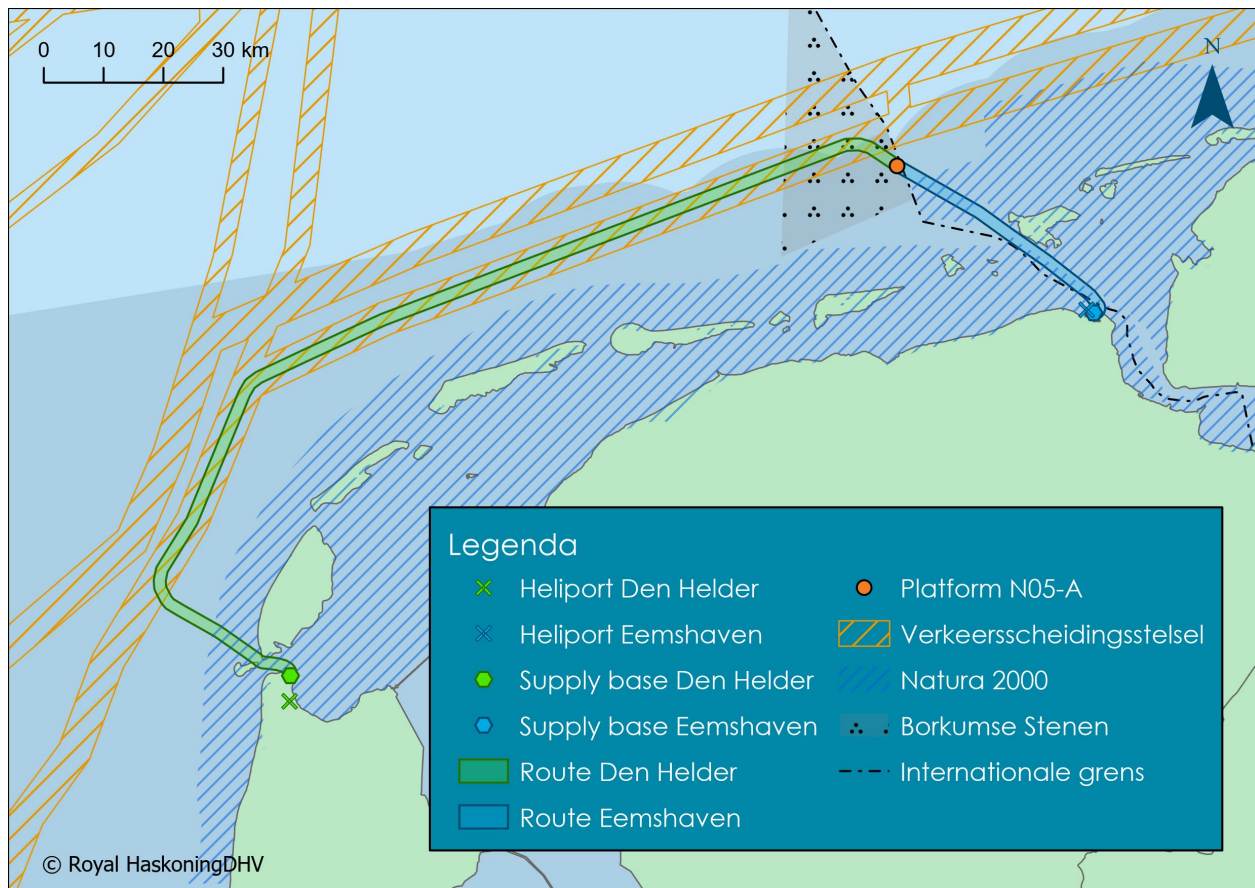 0 10 20 30 km
N
Legenda
Heliport Den Helder
Heliport Eemshaven
Supply base Den Helder
Supply base Eemshaven
Route Den Helder
Route Eemshaven
Platform N05-A
Verkeersscheidingsstelsel
Natura 2000
Borkumse Stenen
Internationale grens
© Royal HaskoningDHV